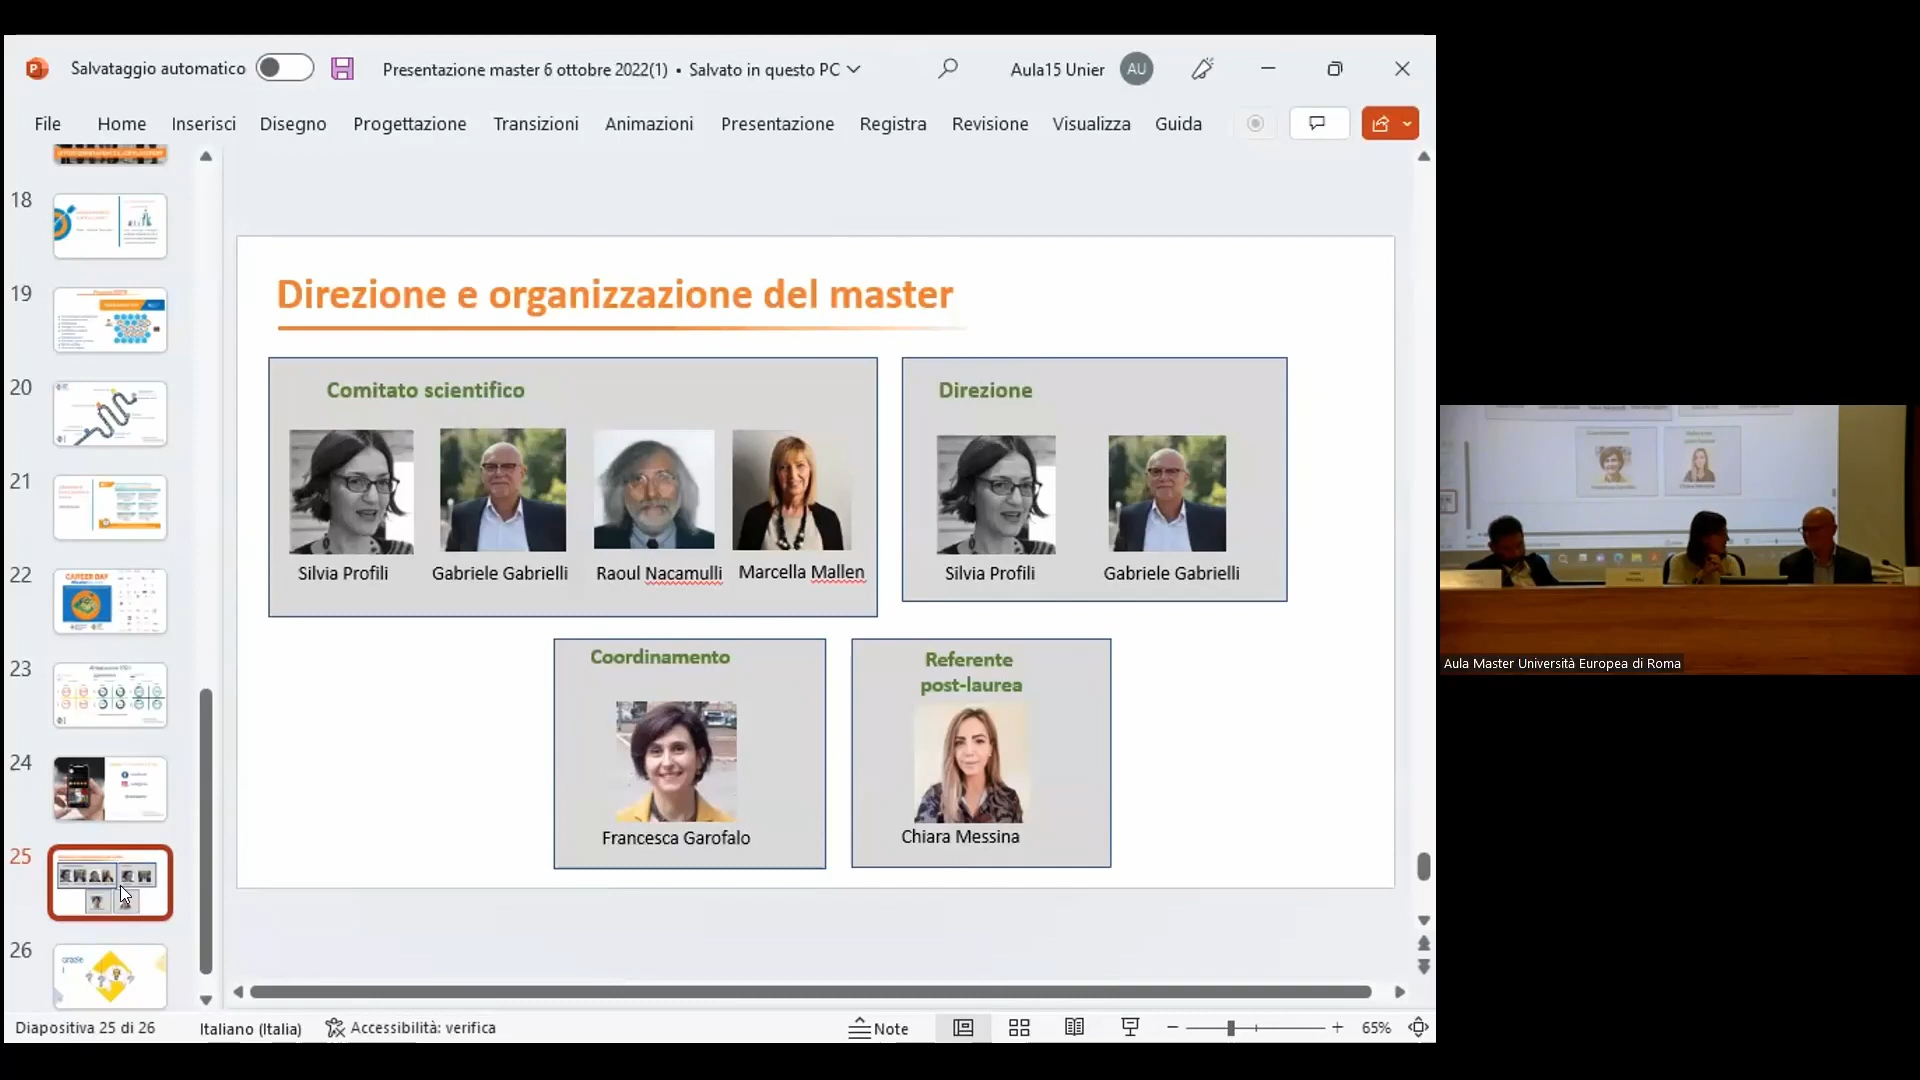 Salvataggio automatico
Presentazione master 6 ottobre 2022(1) • Salvato in questo PC
Aula15 Unier
AU
File Home Inserisci Disegno Progettazione Transizioni Animazioni Presentazione Registra Revisione Visualizza Guida
18
19
20
21
22
CAREER DAY
23
24
25
26
Direzione e organizzazione del master
Comitato scientifico
Silvia Profili
Gabriele Gabrielli
Raoul Nacamulli
Marcella Mallen
Direzione
Silvia Profili
Gabriele Gabrielli
Coordinamento
Francesca Garofalo
Referente
post-laurea
Chiara Messina
Aula Master Università Europea di Roma
Diapositiva 25 di 26
Italiano (Italia)
Accessibilità: verifica
Note
65%